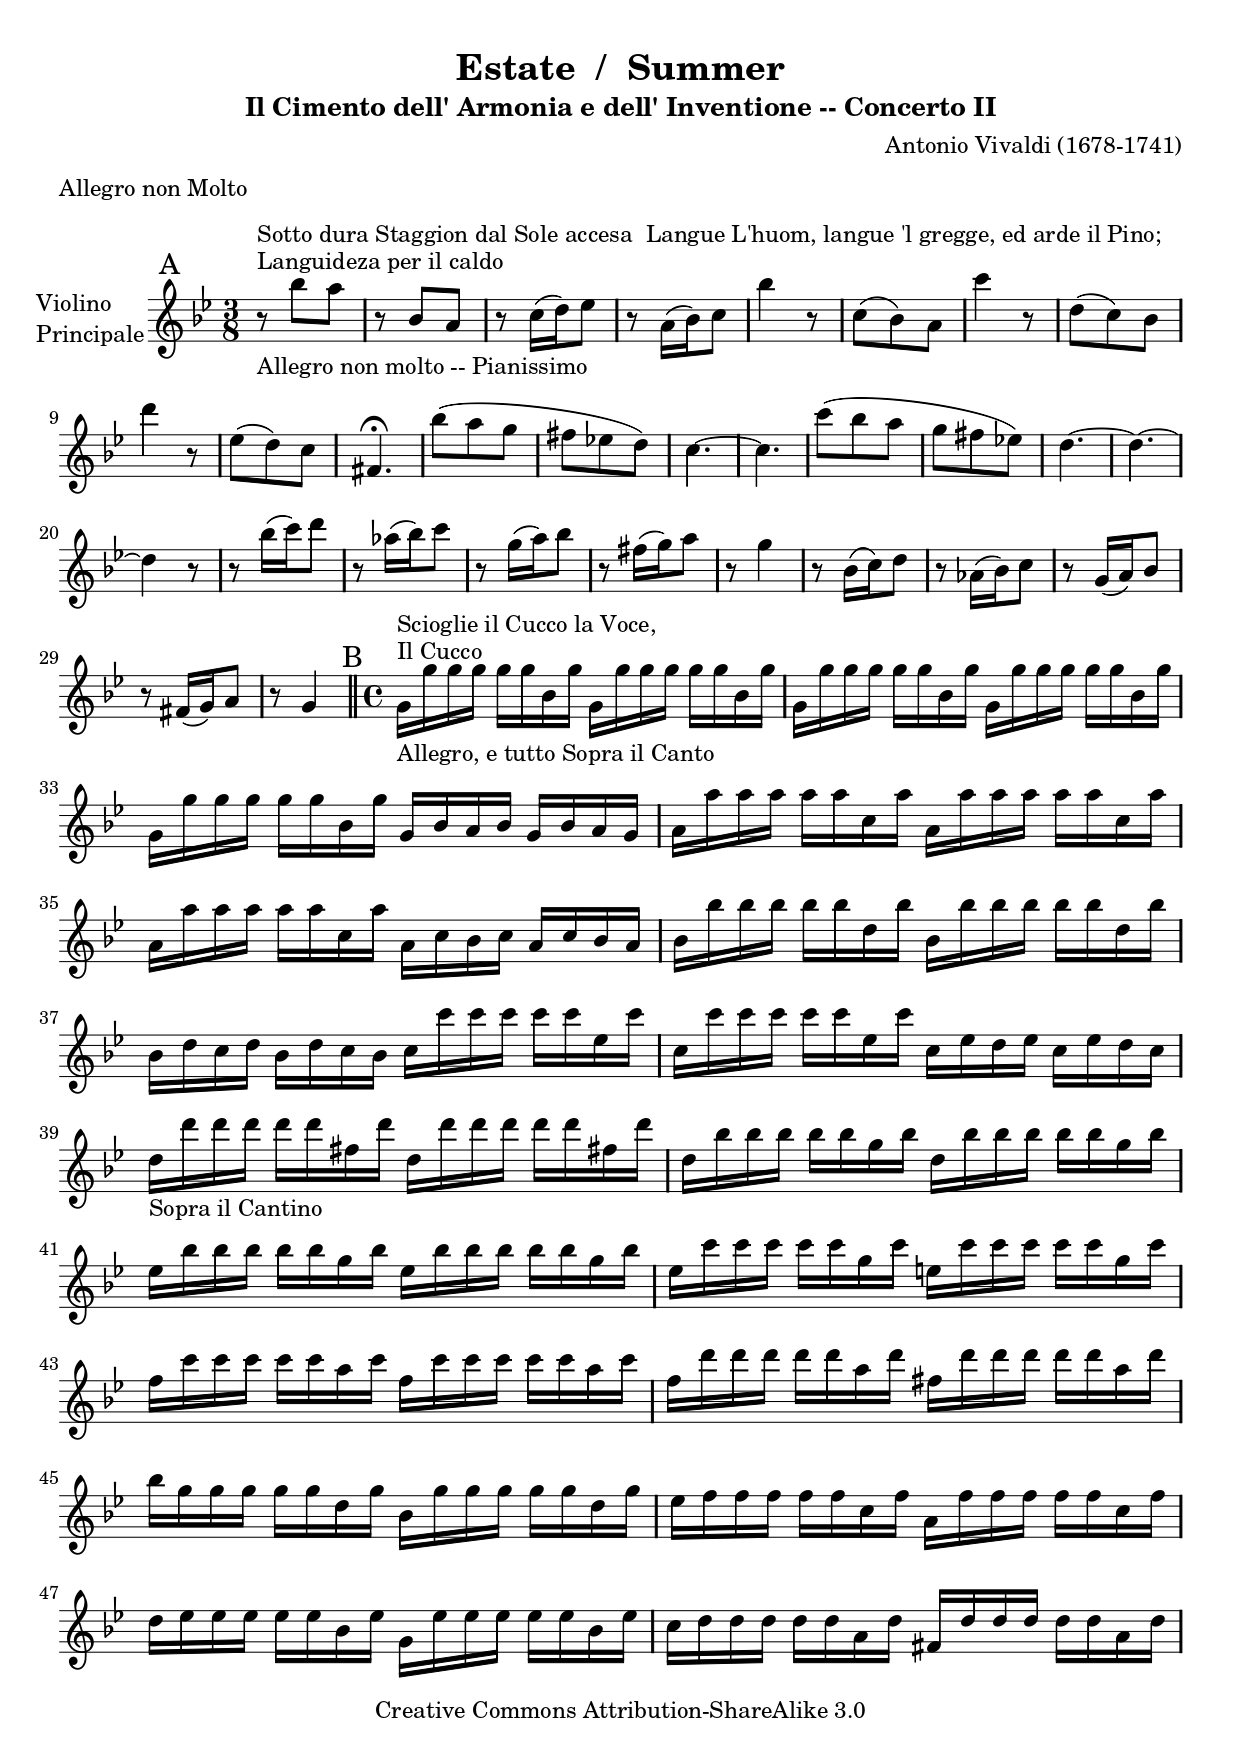 Estate / Summer
Il Cimento dell' Armonia e dell' Inventione -- Concerto II
Antonio Vivaldi (1678-1741)
Allegro non Molto
Sotto dura Staggion dal Sole accesa Langue L'huom, langue 'l gregge, ed arde il Pino;
Languideza per il caldo
A
Violino
Principale
3
8
Allegro non molto -- Pianissimo
9
20
Scioglie il Cucco la Voce,
Il Cucco
29
B
Allegro, e tutto Sopra il Canto
33
35
37
39
Sopra il Cantino
41
43
45
47
Creative Commons Attribution-ShareAlike 3.0